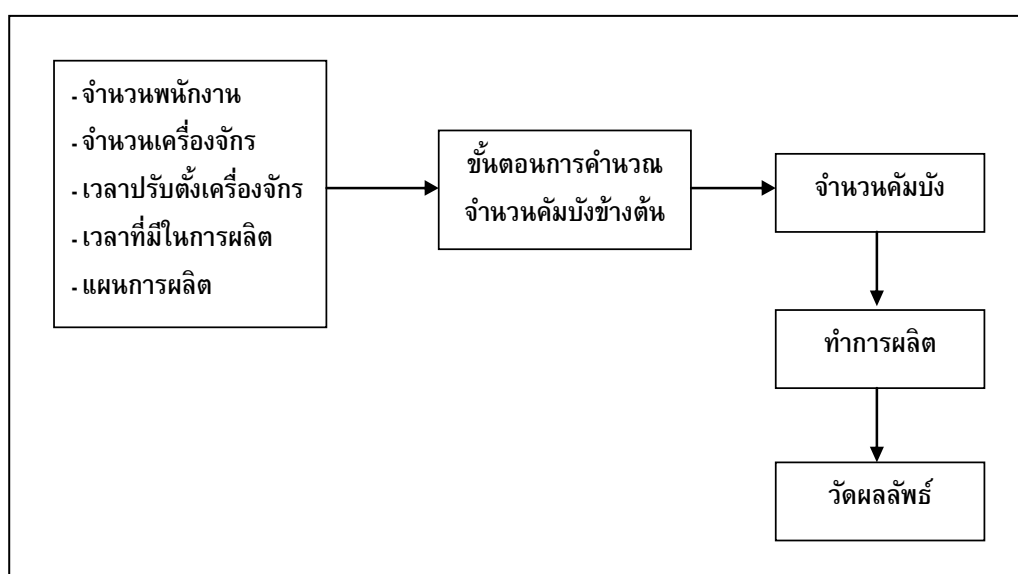 - จำนวนพนักงาน
- จำนวนเครื่องจักร
- เวลาปรับตั้งเครื่องจักร
- เวลาที่มีในการผลิต
- แผนการผลิต
ขั้นตอนการคำนวณ
จำนวนคัมบังข้างต้น
จำนวนคัมบัง
ทำการผลิต
วัดผลลัพธ์